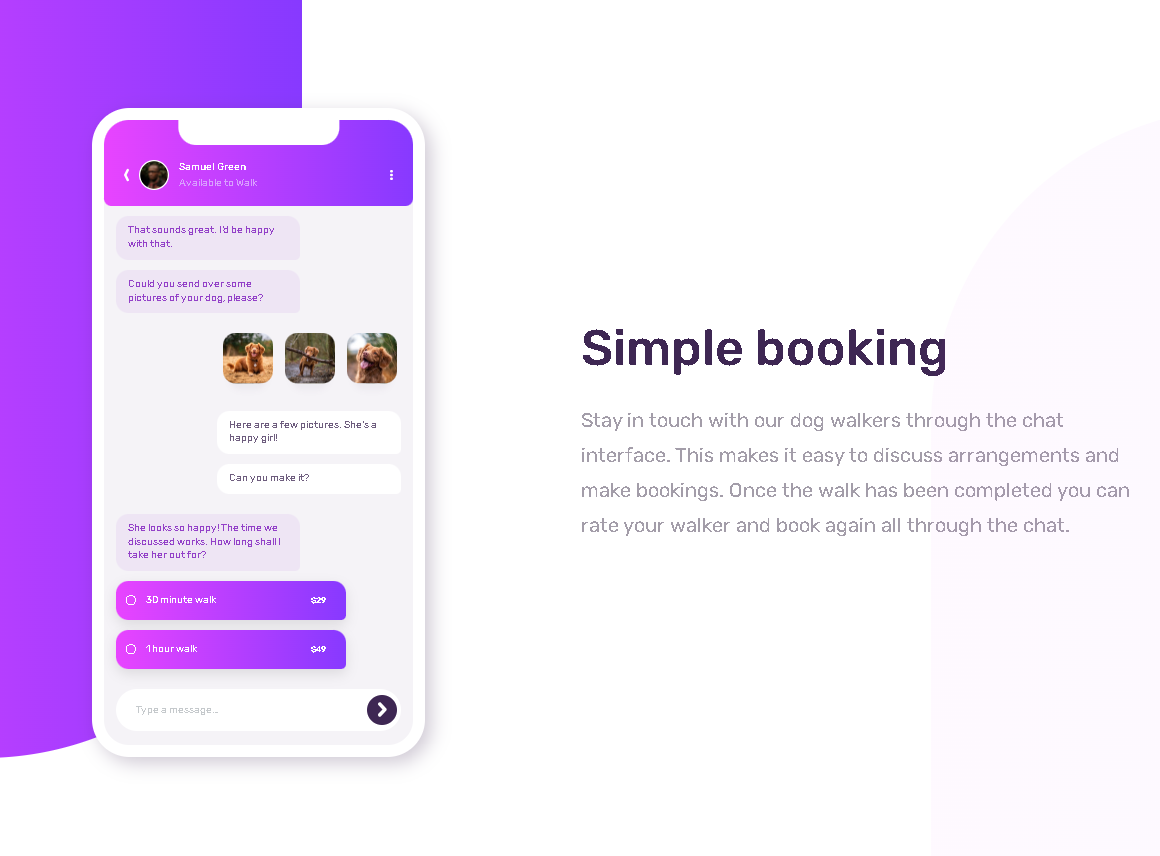 Samuel Green
Available to Walk
That sounds great. I'd be happy
with that.
Could you send over some
pictures of your dog, please?
Here are a few pictures. She's a
happy girl!
Can you make it?
She looks so happy! The time we
discussed works. How long shall I
take her out for?
30 minute walk $29
1 hour walk $49
Type a message…
Simple booking
Stay in touch with our dog walkers through the chat
interface. This makes it easy to discuss arrangements and
make bookings. Once the walk has been completed you can
rate your walker and book again all through the chat.